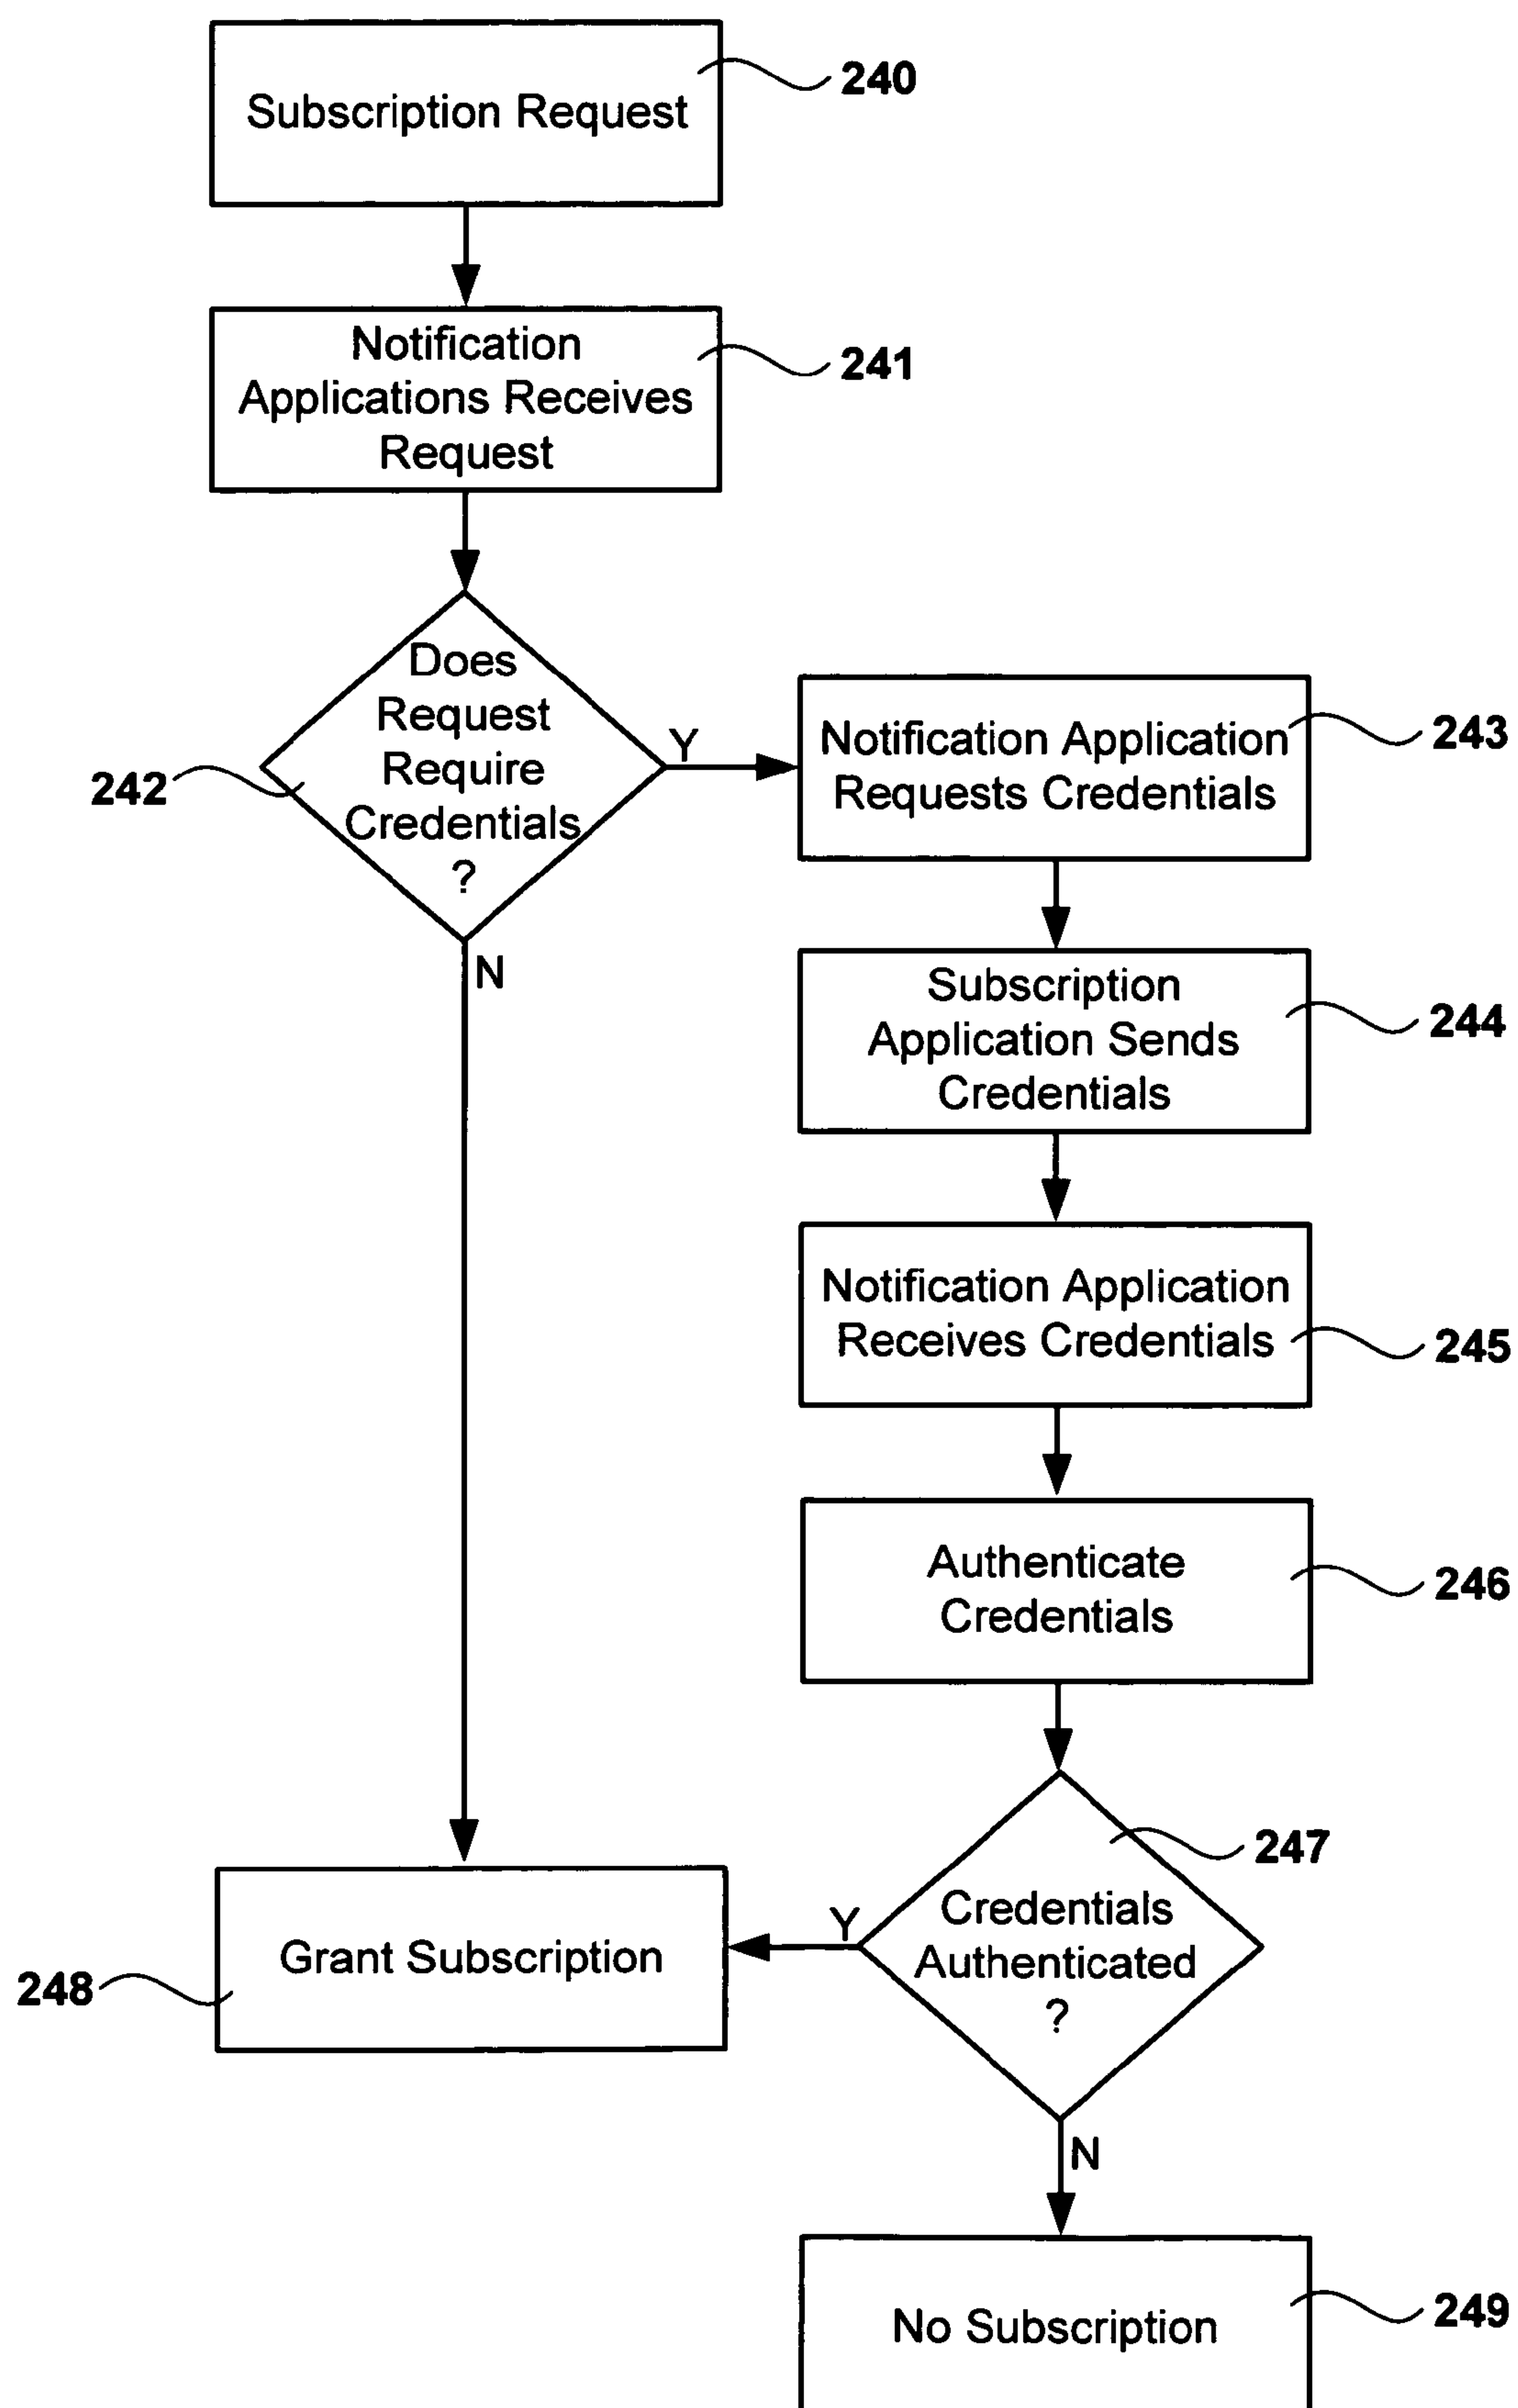 Subscription Request
240
Notification
Applications Receives
Request
241
Does
Request
Require
Credentials
?
242
Y
N
Notification Application
Requests Credentials
243
Subscription
Application Sends
Credentials
244
Notification Application
Receives Credentials
245
Authenticate
Credentials
246
247
Credentials
Authenticated
?
Y
N
Grant Subscription
248
No Subscription
249